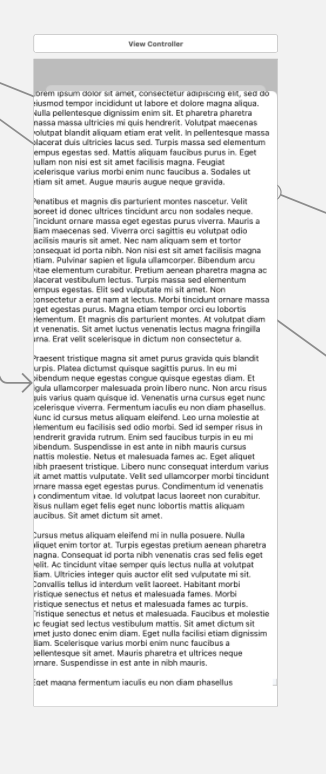 View Controller
Lorem ipsum dolor sit amet, consectetur adipiscing elit, sed do
eiusmod tempor incididunt ut labore et dolore magna aliqua.
Nulla pellentesque dignissim enim sit. Et pharetra pharetra
massa massa ultricies mi quis hendrerit. Volutpat maecenas
volutpat blandit aliquam etiam erat velit. In pellentesque massa
placerat duis ultricies lacus sed. Turpis massa sed elementum
tempus egestas sed. Mattis aliquam faucibus purus in. Eget
nullam non nisi est sit amet facilisis magna. Feugiat
scelerisque varius morbi enim nunc faucibus a. Sodales ut
etiam sit amet. Augue mauris augue neque gravida.
Penatibus et magnis dis parturient montes nascetur. Velit
laoreet id donec ultrices tincidunt arcu non sodales neque.
Tincidunt ornare massa eget egestas purus viverra. Mauris a
diam maecenas sed. Viverra orci sagittis eu volutpat odio
facilisis mauris sit amet. Nec nam aliquam sem et tortor
consequat id porta nibh. Non nisi est sit amet facilisis magna
etiam. Pulvinar sapien et ligula ullamcorper. Bibendum arcu
vitae elementum curabitur. Pretium aenean pharetra magna ac
placerat vestibulum lectus. Turpis massa sed elementum
tempus egestas. Elit sed vulputate mi sit amet. Non
consectetur a erat nam at lectus. Morbi tincidunt ornare massa
eget egestas purus. Magna etiam tempor orci eu lobortis
elementum. Et magnis dis parturient montes. At volutpat diam
ut venenatis. Sit amet luctus venenatis lectus magna fringilla
urna. Erat velit scelerisque in dictum non consectetur a.
Praesent tristique magna sit amet purus gravida quis blandit
turpis. Platea dictumst quisque sagittis purus. In eu mi
bibendum neque egestas congue quisque egestas diam. Et
ligula ullamcorper malesuada proin libero nunc. Non arcu risus
quis varius quam quisque id. Venenatis urna cursus eget nunc
scelerisque viverra. Fermentum iaculis eu non diam phasellus.
Nunc id cursus metus aliquam eleifend. Leo urna molestie at
elementum eu facilisis sed odio morbi. Sed id semper risus in
hendrerit gravida rutrum. Enim sed faucibus turpis in eu mi
bibendum. Suspendisse in est ante in nibh mauris cursus
mattis molestie. Netus et malesuada fames ac. Eget aliquet
nibh praesent tristique. Libero nunc consequat interdum varius
sit amet mattis vulputate. Velit sed ullamcorper morbi tincidunt
ornare massa eget egestas purus. Condimentum id venenatis
a condimentum vitae. Id volutpat lacus laoreet non curabitur.
Risus nullam eget felis eget nunc lobortis mattis aliquam
faucibus. Sit amet dictum sit amet.
Cursus metus aliquam eleifend mi in nulla posuere. Nulla
aliquet enim tortor at. Turpis egestas pretium aenean pharetra
magna. Consequat id porta nibh venenatis cras sed felis eget
velit. Ac tincidunt vitae semper quis lectus nulla at volutpat
diam. Ultricies integer quis auctor elit sed vulputate mi sit.
Convallis tellus id interdum velit laoreet. Habitant morbi
tristique senectus et netus et malesuada fames. Morbi
tristique senectus et netus et malesuada fames ac turpis.
Tristique senectus et netus et malesuada. Faucibus et molestie
ac feugiat sed lectus vestibulum mattis. Sit amet dictum sit
amet justo donec enim diam. Eget nulla facilisi etiam dignissim
diam. Scelerisque varius morbi enim nunc faucibus a
pellentesque sit amet. Mauris pharetra et ultrices neque
ornare. Suspendisse in est ante in nibh mauris.
Eget magna fermentum iaculis eu non diam phasellus